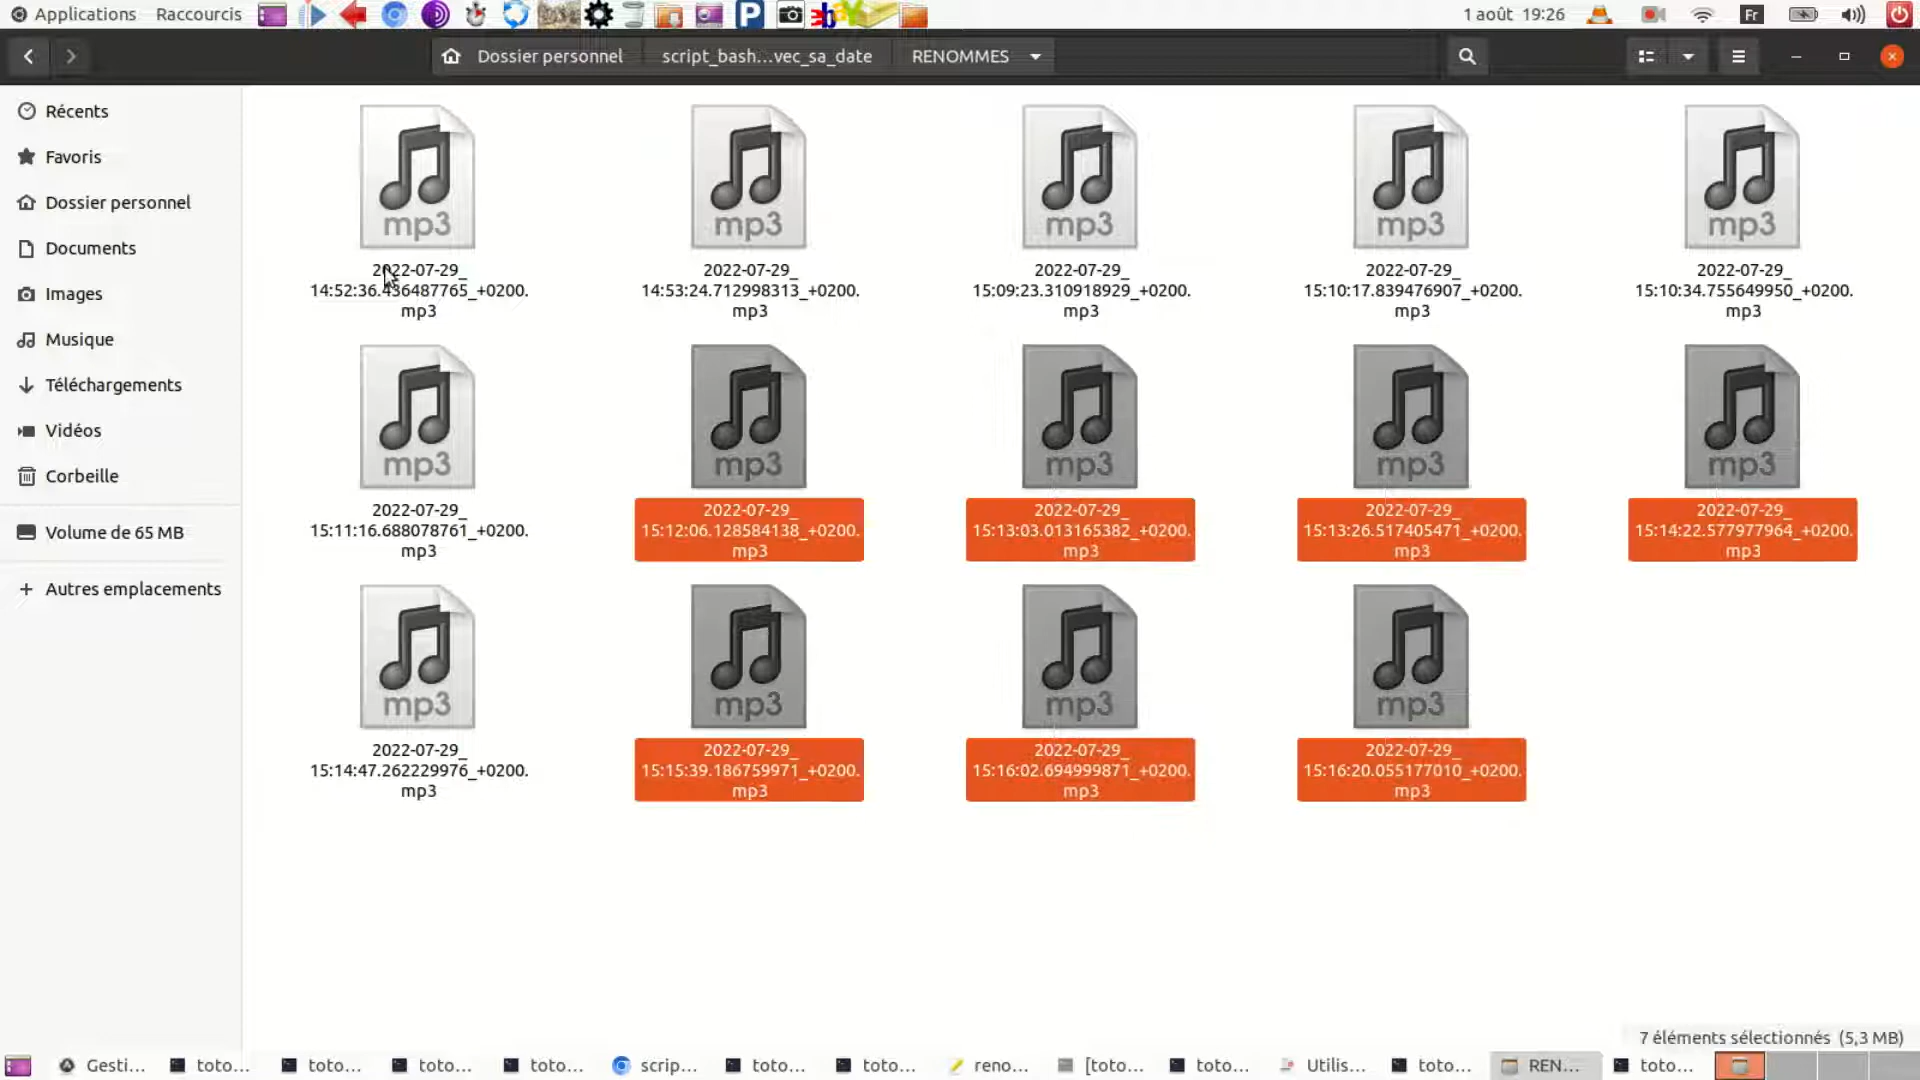 Applications Raccourcis
1 août 19:26
Fr
Dossier personnel script_bash...vec_sa_date RENOMMES
Récents
Favoris
Dossier personnel
Documents
Images
Musique
Téléchargements
Vidéos
Corbeille
Volume de 65 MB
+ Autres emplacements
mp3 mp3 mp3 mp3 mp3
2022-07-29_ 2022-07-29_ 2022-07-29_ 2022-07-29_ 2022-07-29_
14:52:36.436487765_+0200. 14:53:24.712998313_+0200. 15:09:23.310918929_+0200. 15:10:17.839476907_+0200. 15:10:34.755649950_+0200.
mp3 mp3 mp3 mp3 mp3
mp3 mp3 mp3 mp3 mp3
2022-07-29_ 2022-07-29_ 2022-07-29_ 2022-07-29_ 2022-07-29_
15:11:16.688078761_+0200. 15:12:06.128584138_+0200. 15:13:03.013165382_+0200. 15:13:26.517405471_+0200. 15:14:22.577977964_+0200.
mp3 mp3 mp3 mp3 mp3
mp3 mp3 mp3 mp3
2022-07-29_ 2022-07-29_ 2022-07-29_ 2022-07-29_
15:14:47.262229976_+0200. 15:15:39.186759971_+0200. 15:16:02.694999871_+0200. 15:16:20.055177010_+0200.
mp3 mp3 mp3 mp3
7 éléments sélectionnés (5,3 MB)
Gesti... toto... toto... toto... toto... scrip... toto... toto... reno... [toto... toto... Utilis... toto... REN... toto...